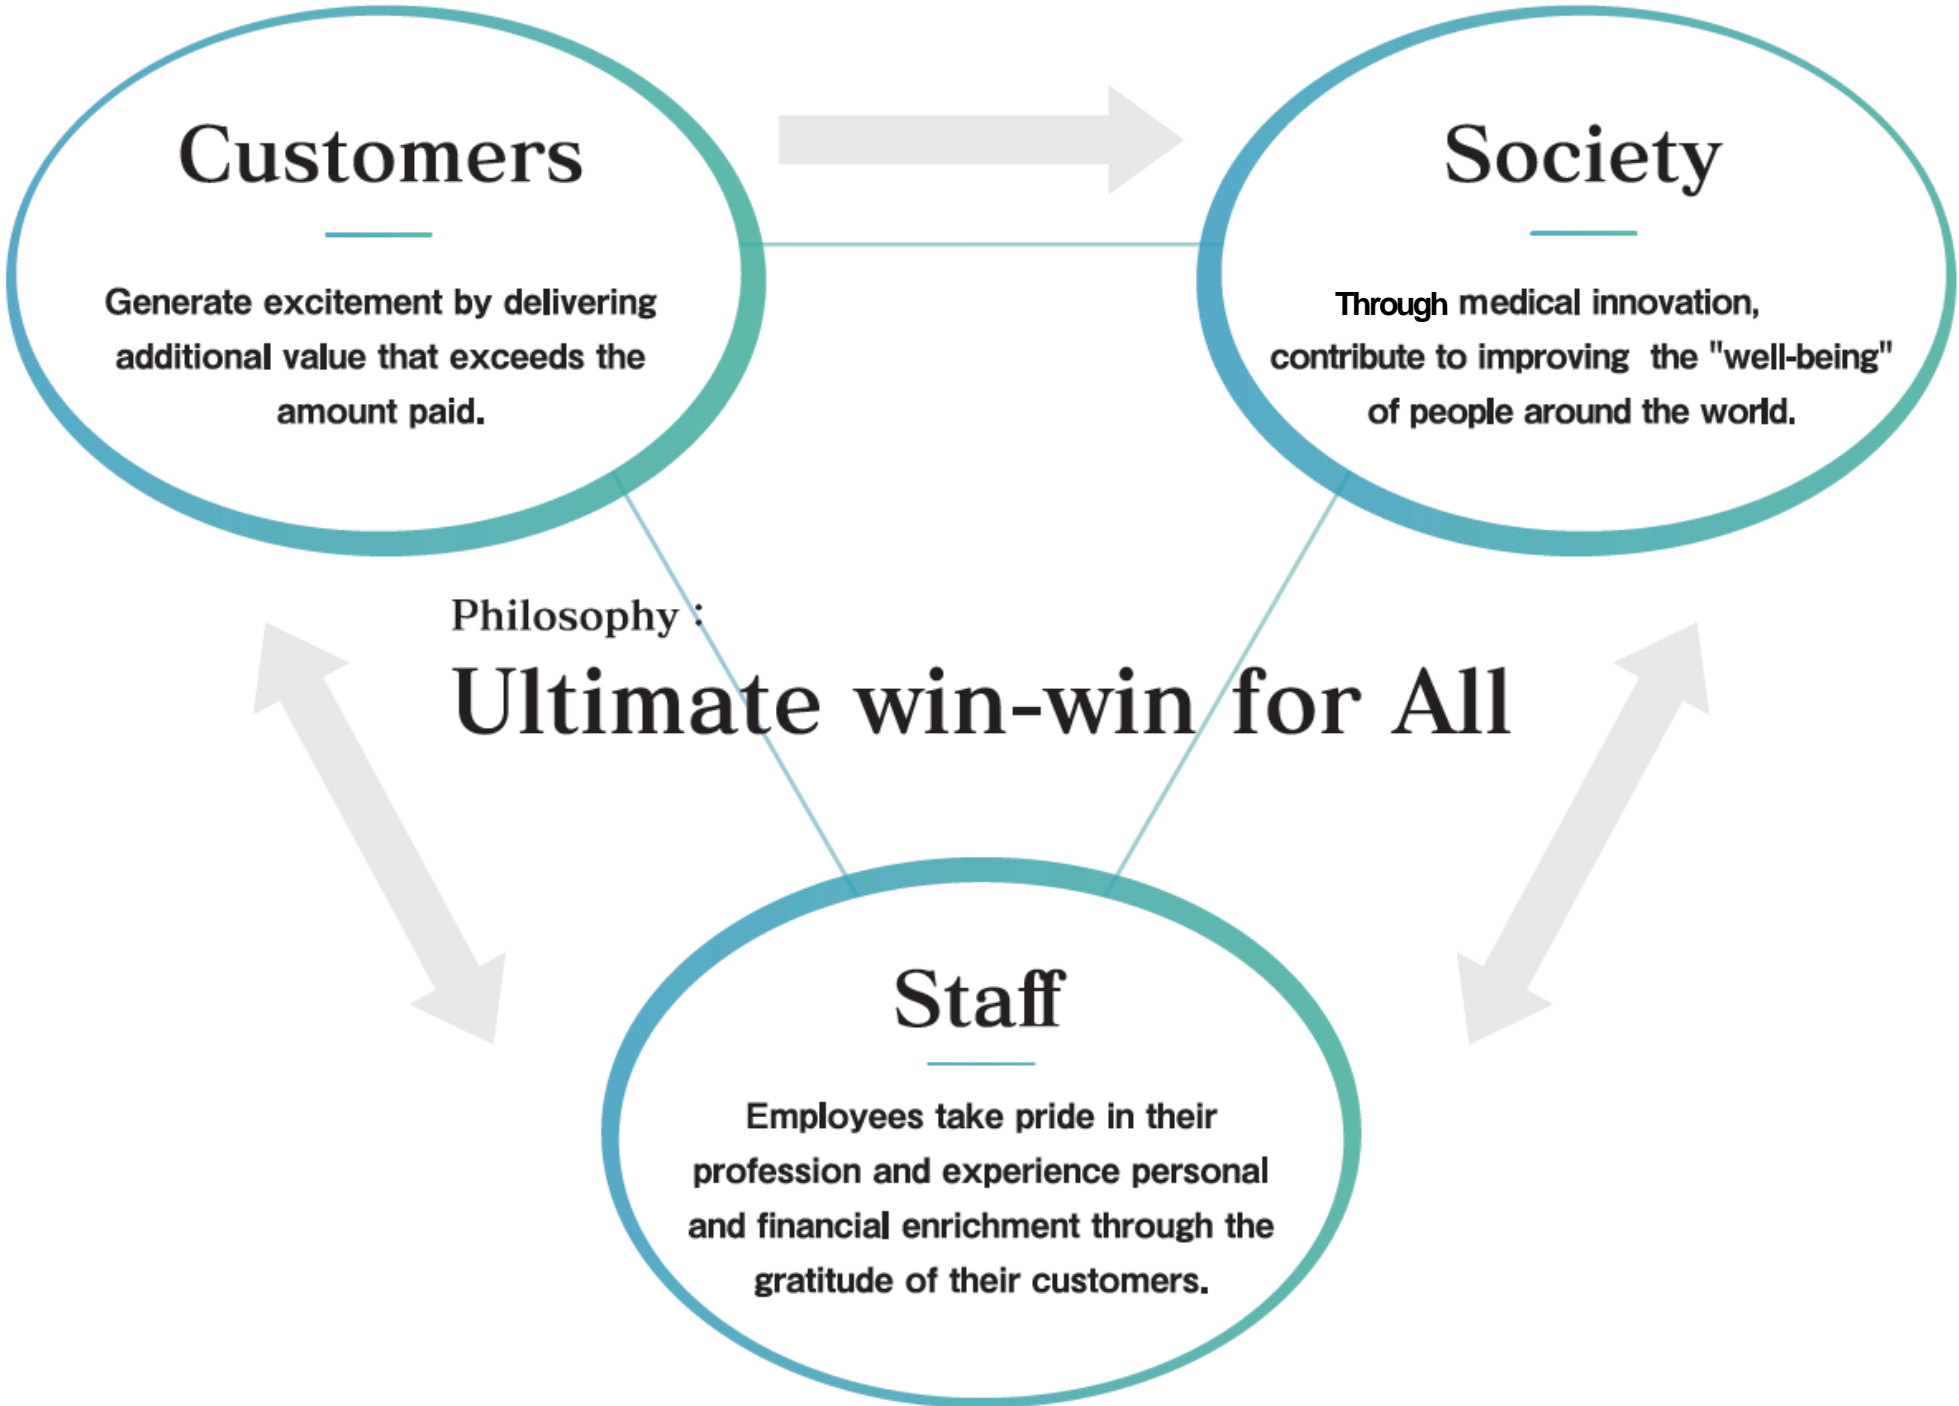 Customers
Generate excitement by delivering
additional value that exceeds the
amount paid.
Society
Through medical innovation,
contribute to improving the "well-being"
of people around the world.
Philosophy :
Ultimate win-win for All
Staff
Employees take pride in their
profession and experience personal
and financial enrichment through the
gratitude of their customers.